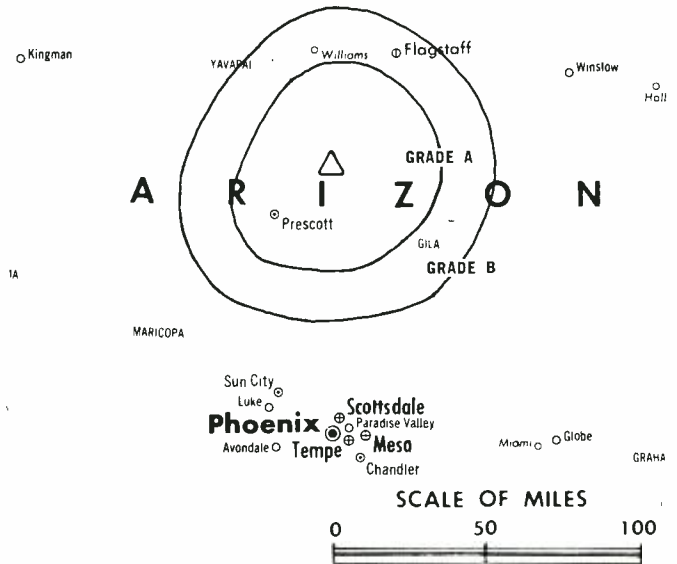 Kingman
Williams
Flagstaff
YAVAPAI
Winslow
Holl
GRADE A
A R I Z O N
Prescott
GILA
GRADE B
IA
MARICOPA
Sun City
Luke
Scottsdale
Phoenix
Paradise Valley
Avondale
Tempe
Mesa
Miami
Globe
Chandler
GRAHA
SCALE OF MILES
0 50 100